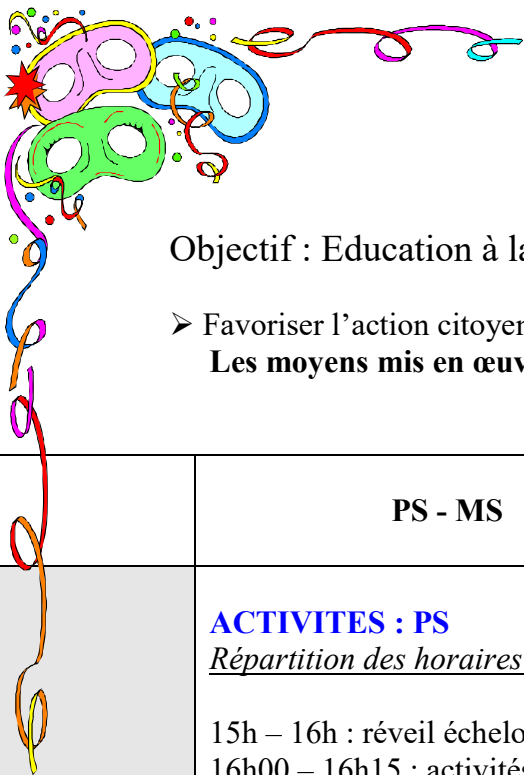 Objectif : Education à la
➢ Favoriser l’action citoyen
Les moyens mis en œuv
PS - MS
ACTIVITES : PS
Répartition des horaires
15h – 16h : réveil échelo
16h00 – 16h15 : activités